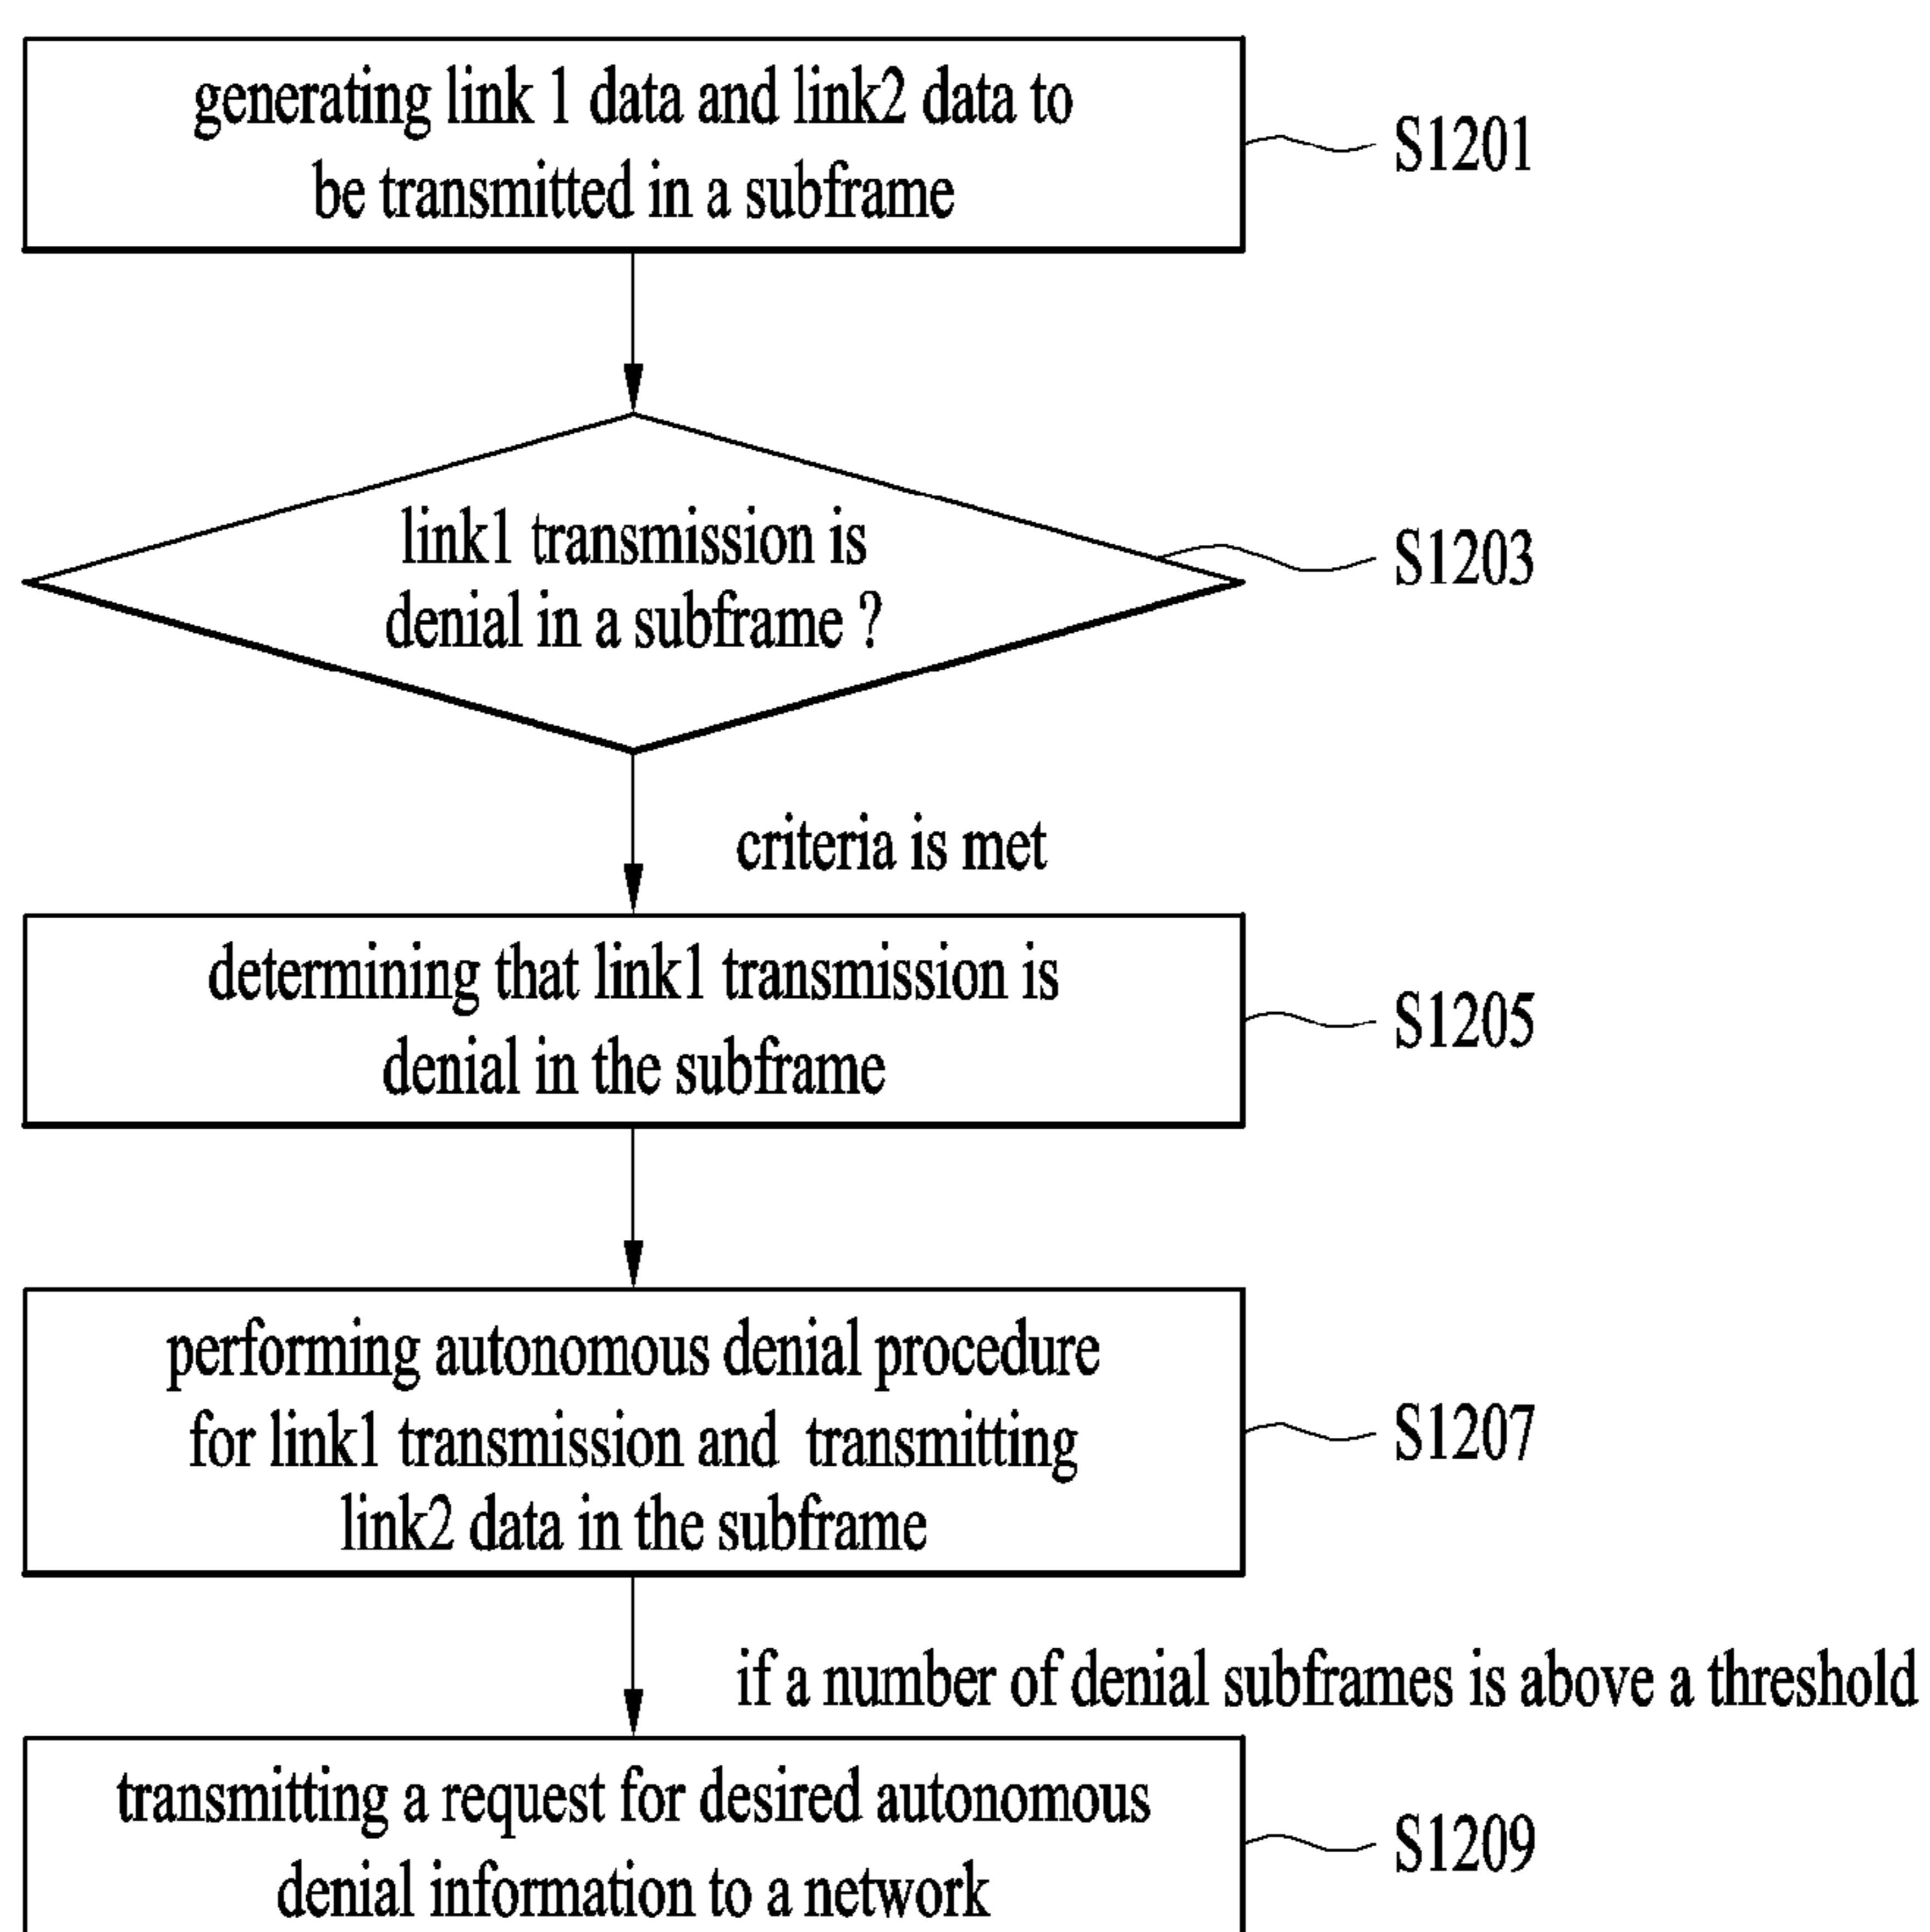 generating link 1 data and link2 data to
be transmitted in a subframe
S1201
link1 transmission is
denial in a subframe ?
S1203
criteria is met
determining that link1 transmission is
denial in the subframe
S1205
performing autonomous denial procedure
for link1 transmission and transmitting
link2 data in the subframe
S1207
if a number of denial subframes is above a threshold
transmitting a request for desired autonomous
denial information to a network
S1209